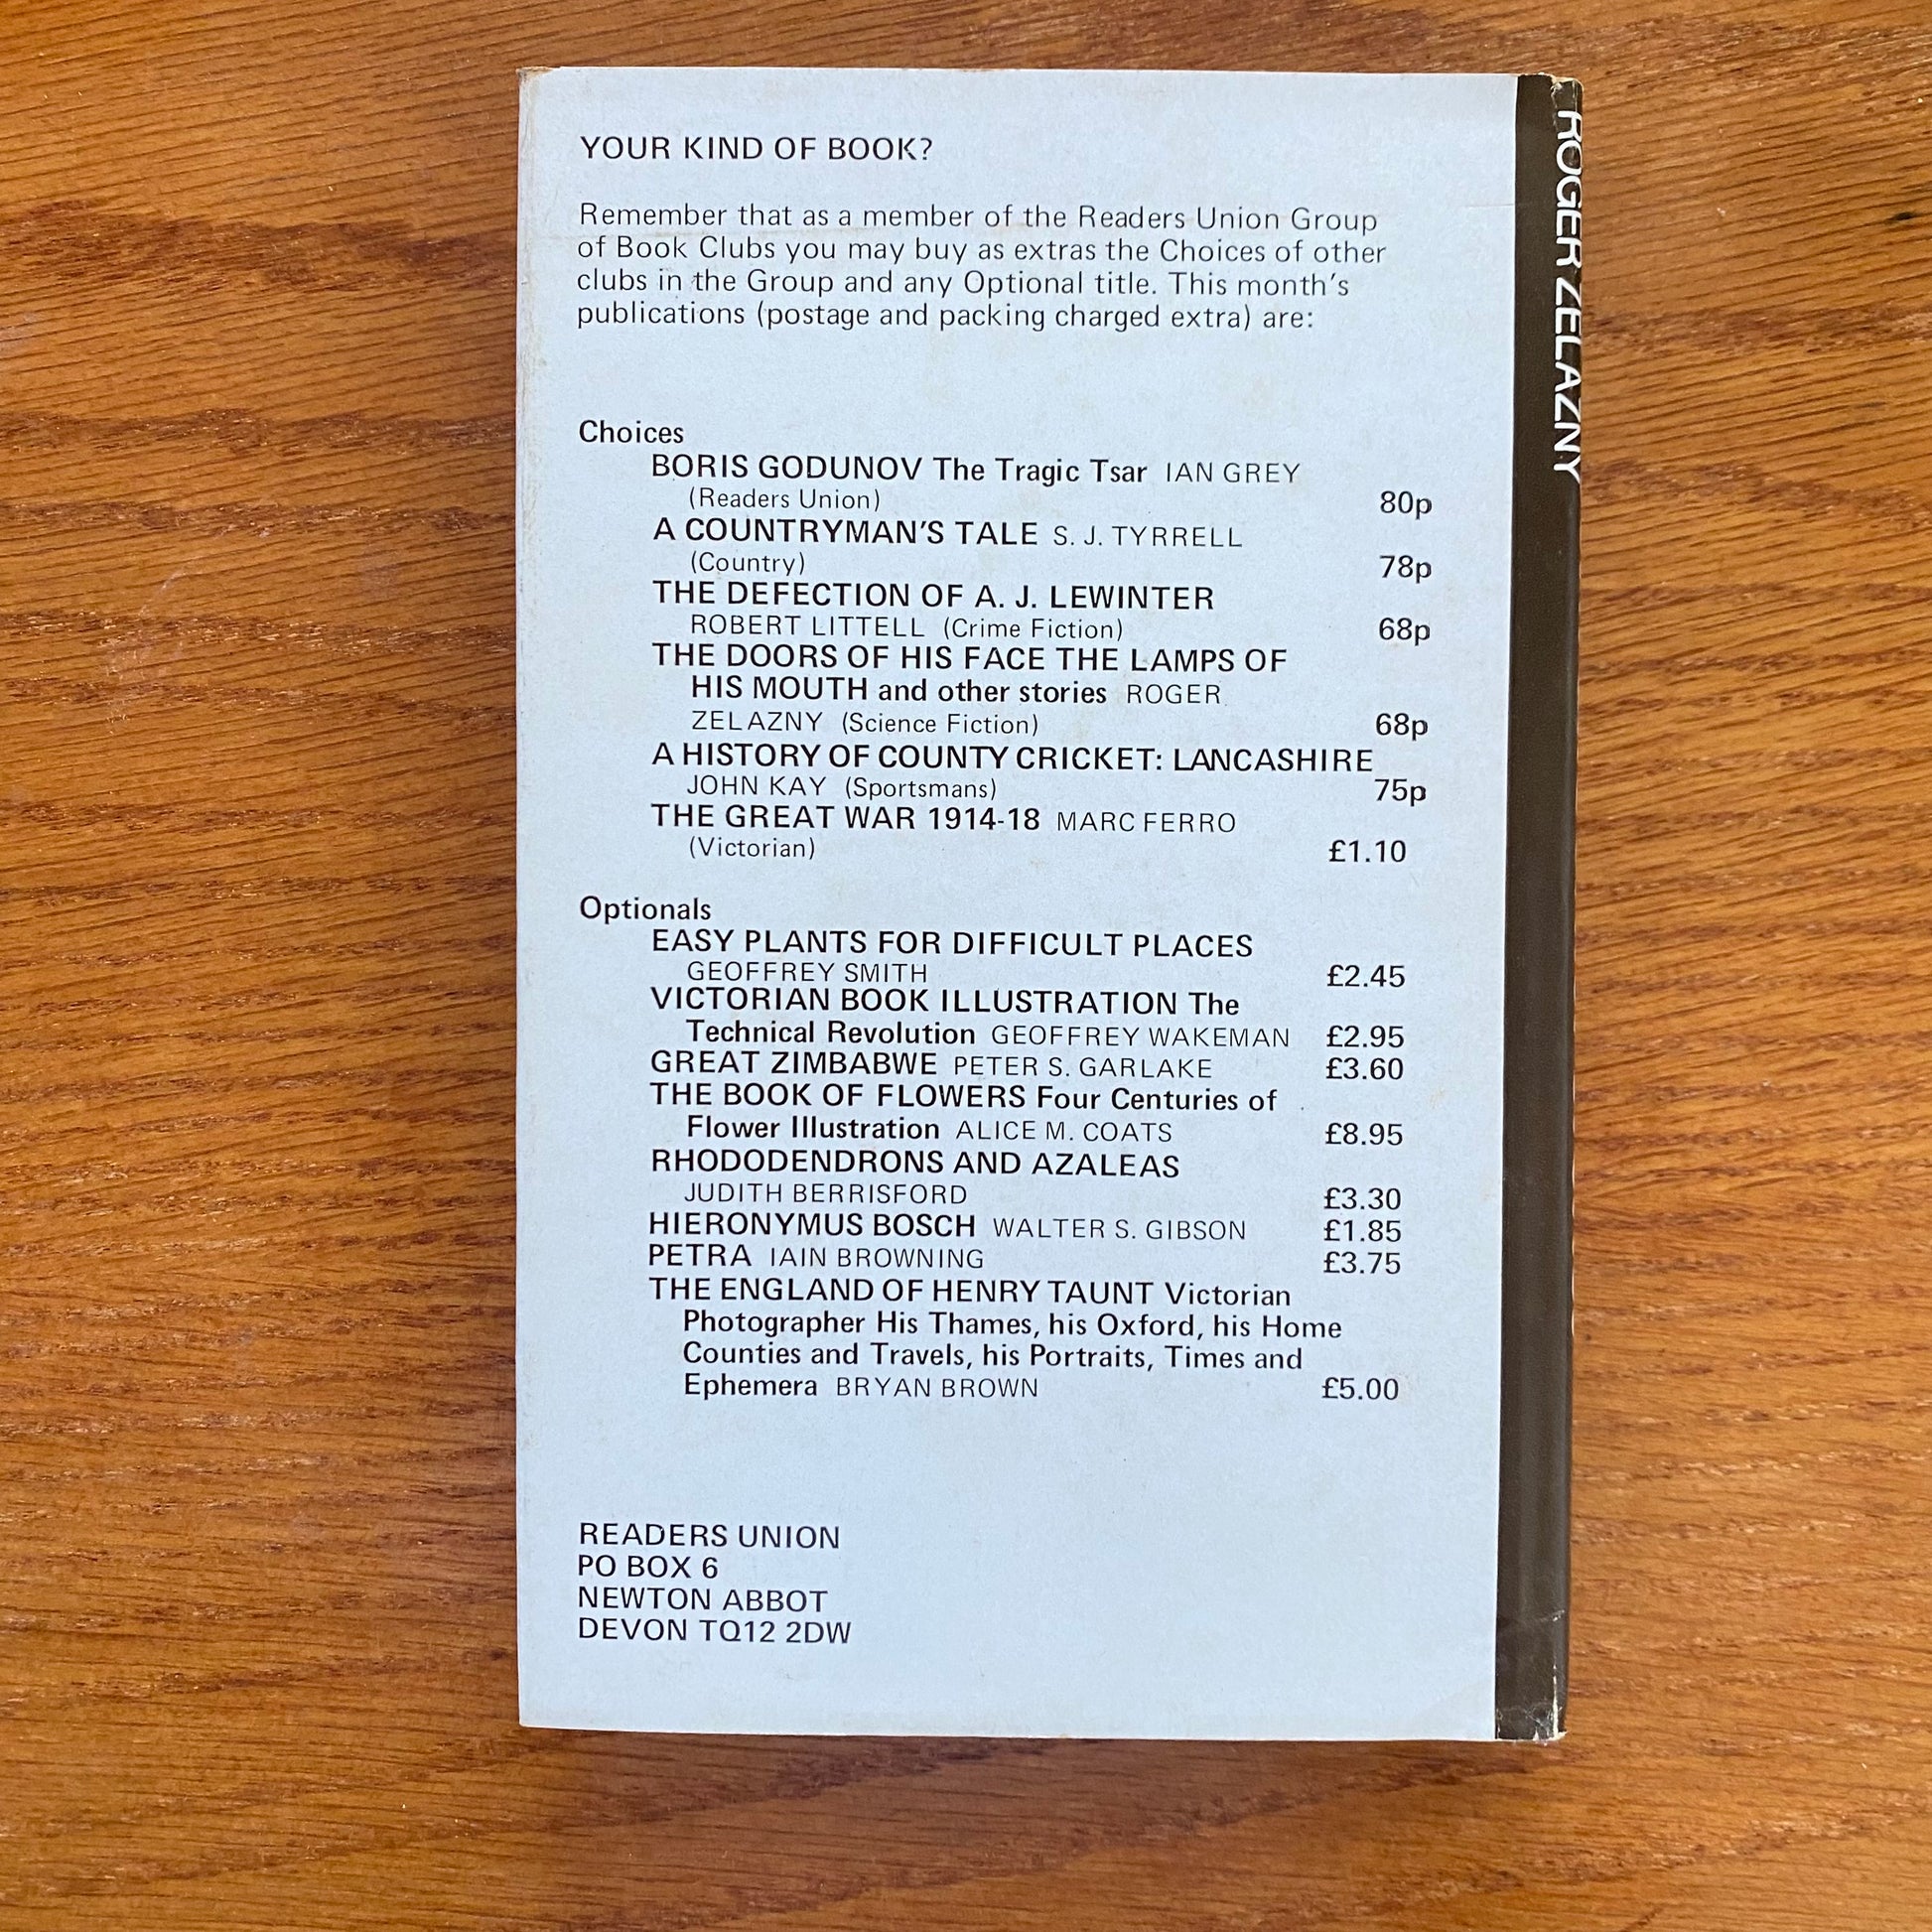 YOUR KIND OF BOOK?
Remember that as a member of the Readers Union Group
of Book Clubs you may buy as extras the Choices of other
clubs in the Group and any Optional title. This month's
publications (postage and packing charged extra) are:
Choices
BORIS GODUNOV The Tragic Tsar IAN GREY
(Readers Union) 80p
A COUNTRYMAN'S TALE S. J. TYRRELL
(Country) 78p
THE DEFECTION OF A. J. LEWINTER
ROBERT LITTELL (Crime Fiction) 68p
THE DOORS OF HIS FACE THE LAMPS OF
HIS MOUTH and other stories ROGER
ZELAZNY (Science Fiction) 68p
A HISTORY OF COUNTY CRICKET: LANCASHIRE
JOHN KAY (Sportsmans) 75p
THE GREAT WAR 1914-18 MARC FERRO
(Victorian) £1.10
Optionals
EASY PLANTS FOR DIFFICULT PLACES
GEOFFREY SMITH £2.45
VICTORIAN BOOK ILLUSTRATION The
Technical Revolution GEOFFREY WAKEMAN £2.95
GREAT ZIMBABWE PETER S. GARLAKE £3.60
THE BOOK OF FLOWERS Four Centuries of
Flower Illustration ALICE M. COATS £8.95
RHODODENDRONS AND AZALEAS
JUDITH BERRISFORD £3.30
HIERONYMUS BOSCH WALTER S. GIBSON £1.85
PETRA IAIN BROWNING £3.75
THE ENGLAND OF HENRY TAUNT Victorian
Photographer His Thames, his Oxford, his Home
Counties and Travels, his Portraits, Times and
Ephemera BRYAN BROWN £5.00
READERS UNION
PO BOX 6
NEWTON ABBOT
DEVON TQ12 2DW
ROGER ZELAZNY